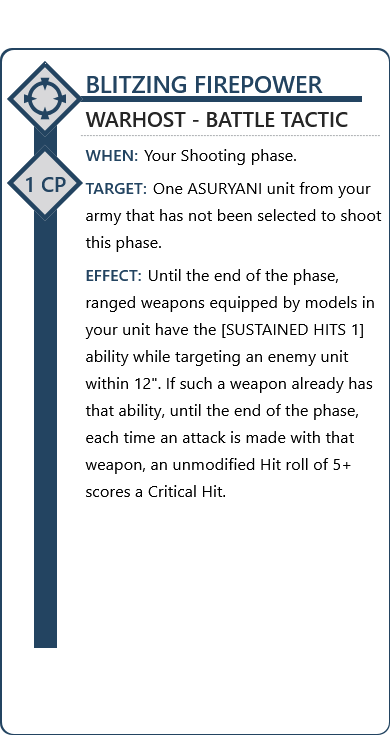 BLITZING FIREPOWER
WARHOST - BATTLE TACTIC
1 CP
WHEN: Your Shooting phase.
TARGET: One ASURYANI unit from your
army that has not been selected to shoot
this phase.
EFFECT: Until the end of the phase,
ranged weapons equipped by models in
your unit have the [SUSTAINED HITS 1]
ability while targeting an enemy unit
within 12". If such a weapon already has
that ability, until the end of the phase,
each time an attack is made with that
weapon, an unmodified Hit roll of 5+
scores a Critical Hit.